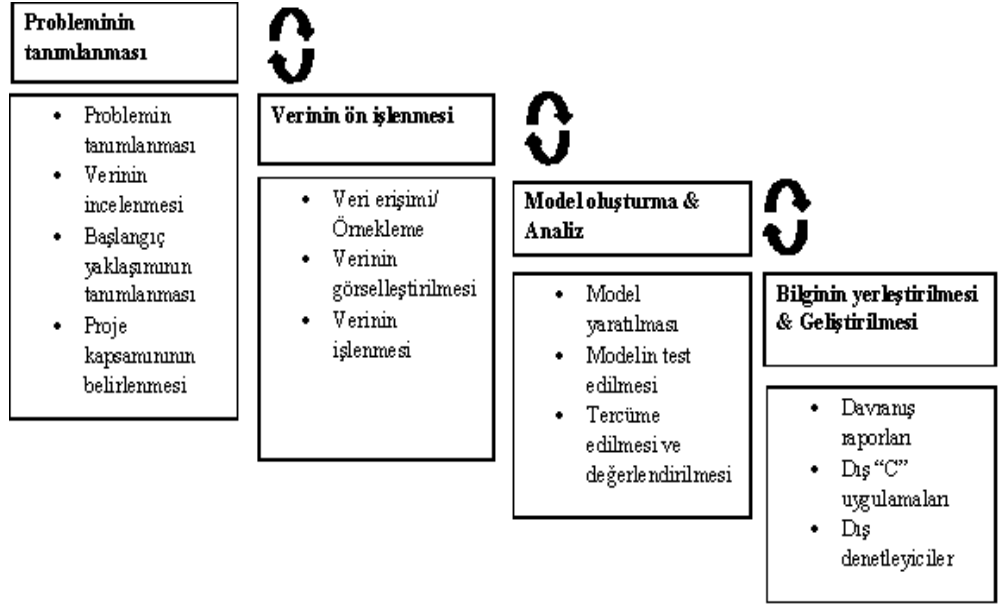 Probleminin
tanımlanması
• Problemin
tanımlanması
• Verinin
incelenmesi
• Başlangıç
yaklaşımının
tanımlanması
• Proje
kapsamınının
belirlenmesi
Verinin ön işlenmesi
• Veri erişimi/
Örnekleme
• Verinin
görselleştirilmesi
• Verinin
işlenmesi
Model oluşturma &
Analiz
• Model
yaratılması
• Modelin test
edilmesi
• Tercüme
edilmesi ve
değerlendirilmesi
Bilginin yerleştirilmesi
& Geliştirilmesi
• Davranış
raporları
• Dış “C”
uygulamaları
• Dış
denetleyiciler